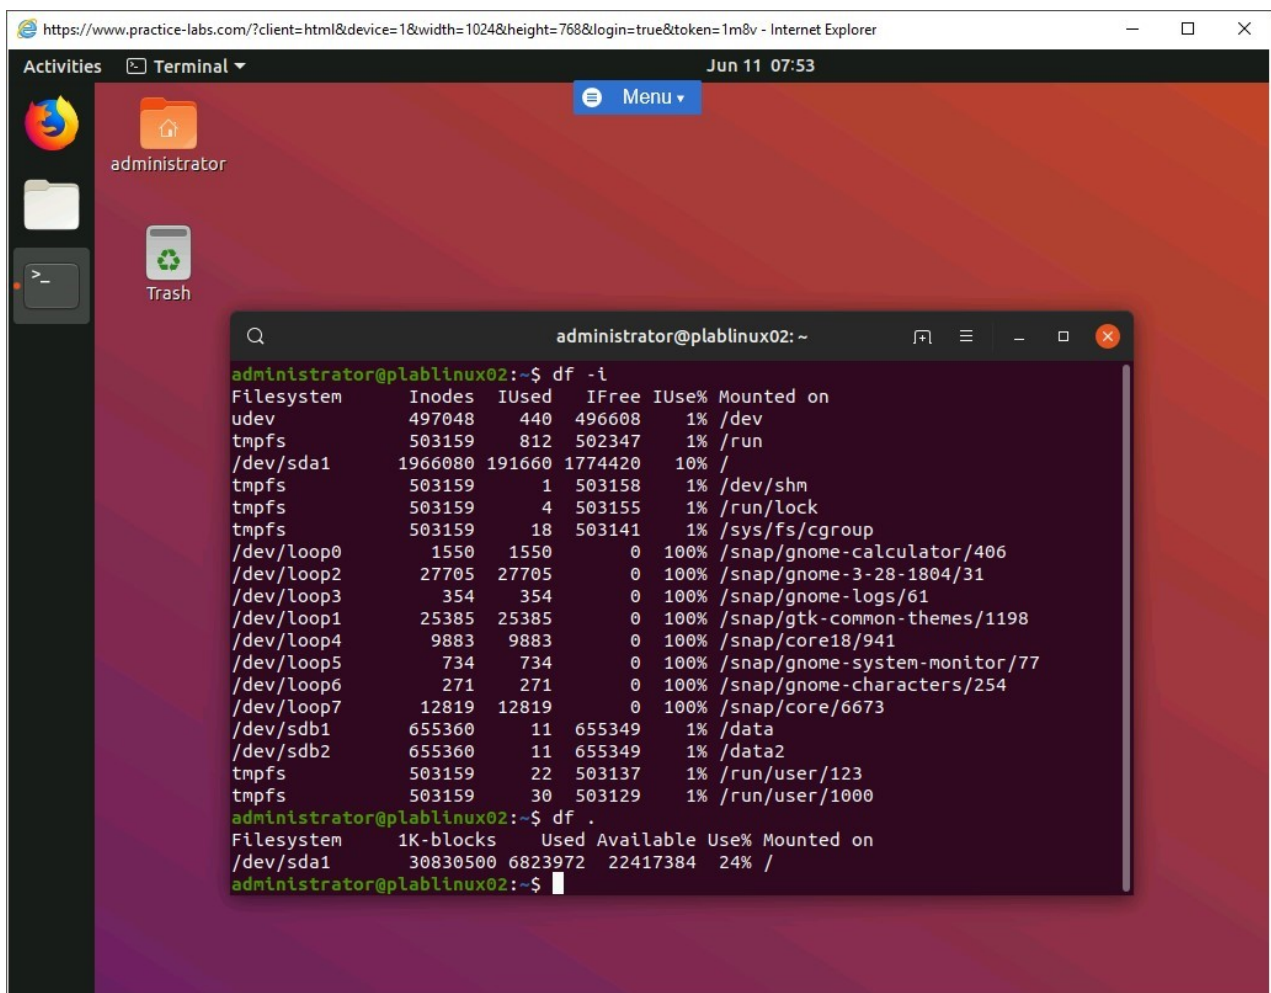 https://www.practice-labs.com/?client=html&device=1&width=1024&height=768&login=true&token=1m8v - Internet Explorer
Activities Terminal Jun 11 07:53
Menu
administrator
Trash
administrator@plablinux02: ~
administrator@plablinux02:~$ df -i
Filesystem Inodes IUsed IFree IUse% Mounted on
udev 497048 440 496608 1% /dev
tmpfs 503159 812 502347 1% /run
/dev/sda1 1966080 191660 1774420 10% /
tmpfs 503159 1 503158 1% /dev/shm
tmpfs 503159 4 503155 1% /run/lock
tmpfs 503159 18 503141 1% /sys/fs/cgroup
/dev/loop0 1550 1550 0 100% /snap/gnome-calculator/406
/dev/loop2 27705 27705 0 100% /snap/gnome-3-28-1804/31
/dev/loop3 354 354 0 100% /snap/gnome-logs/61
/dev/loop1 25385 25385 0 100% /snap/gtk-common-themes/1198
/dev/loop4 9883 9883 0 100% /snap/core18/941
/dev/loop5 734 734 0 100% /snap/gnome-system-monitor/77
/dev/loop6 271 271 0 100% /snap/gnome-characters/254
/dev/loop7 12819 12819 0 100% /snap/core/6673
/dev/sdb1 655360 11 655349 1% /data
/dev/sdb2 655360 11 655349 1% /data2
tmpfs 503159 22 503137 1% /run/user/123
tmpfs 503159 30 503129 1% /run/user/1000
administrator@plablinux02:~$ df .
Filesystem 1K-blocks Used Available Use% Mounted on
/dev/sda1 30830500 6823972 22417384 24% /
administrator@plablinux02:~$